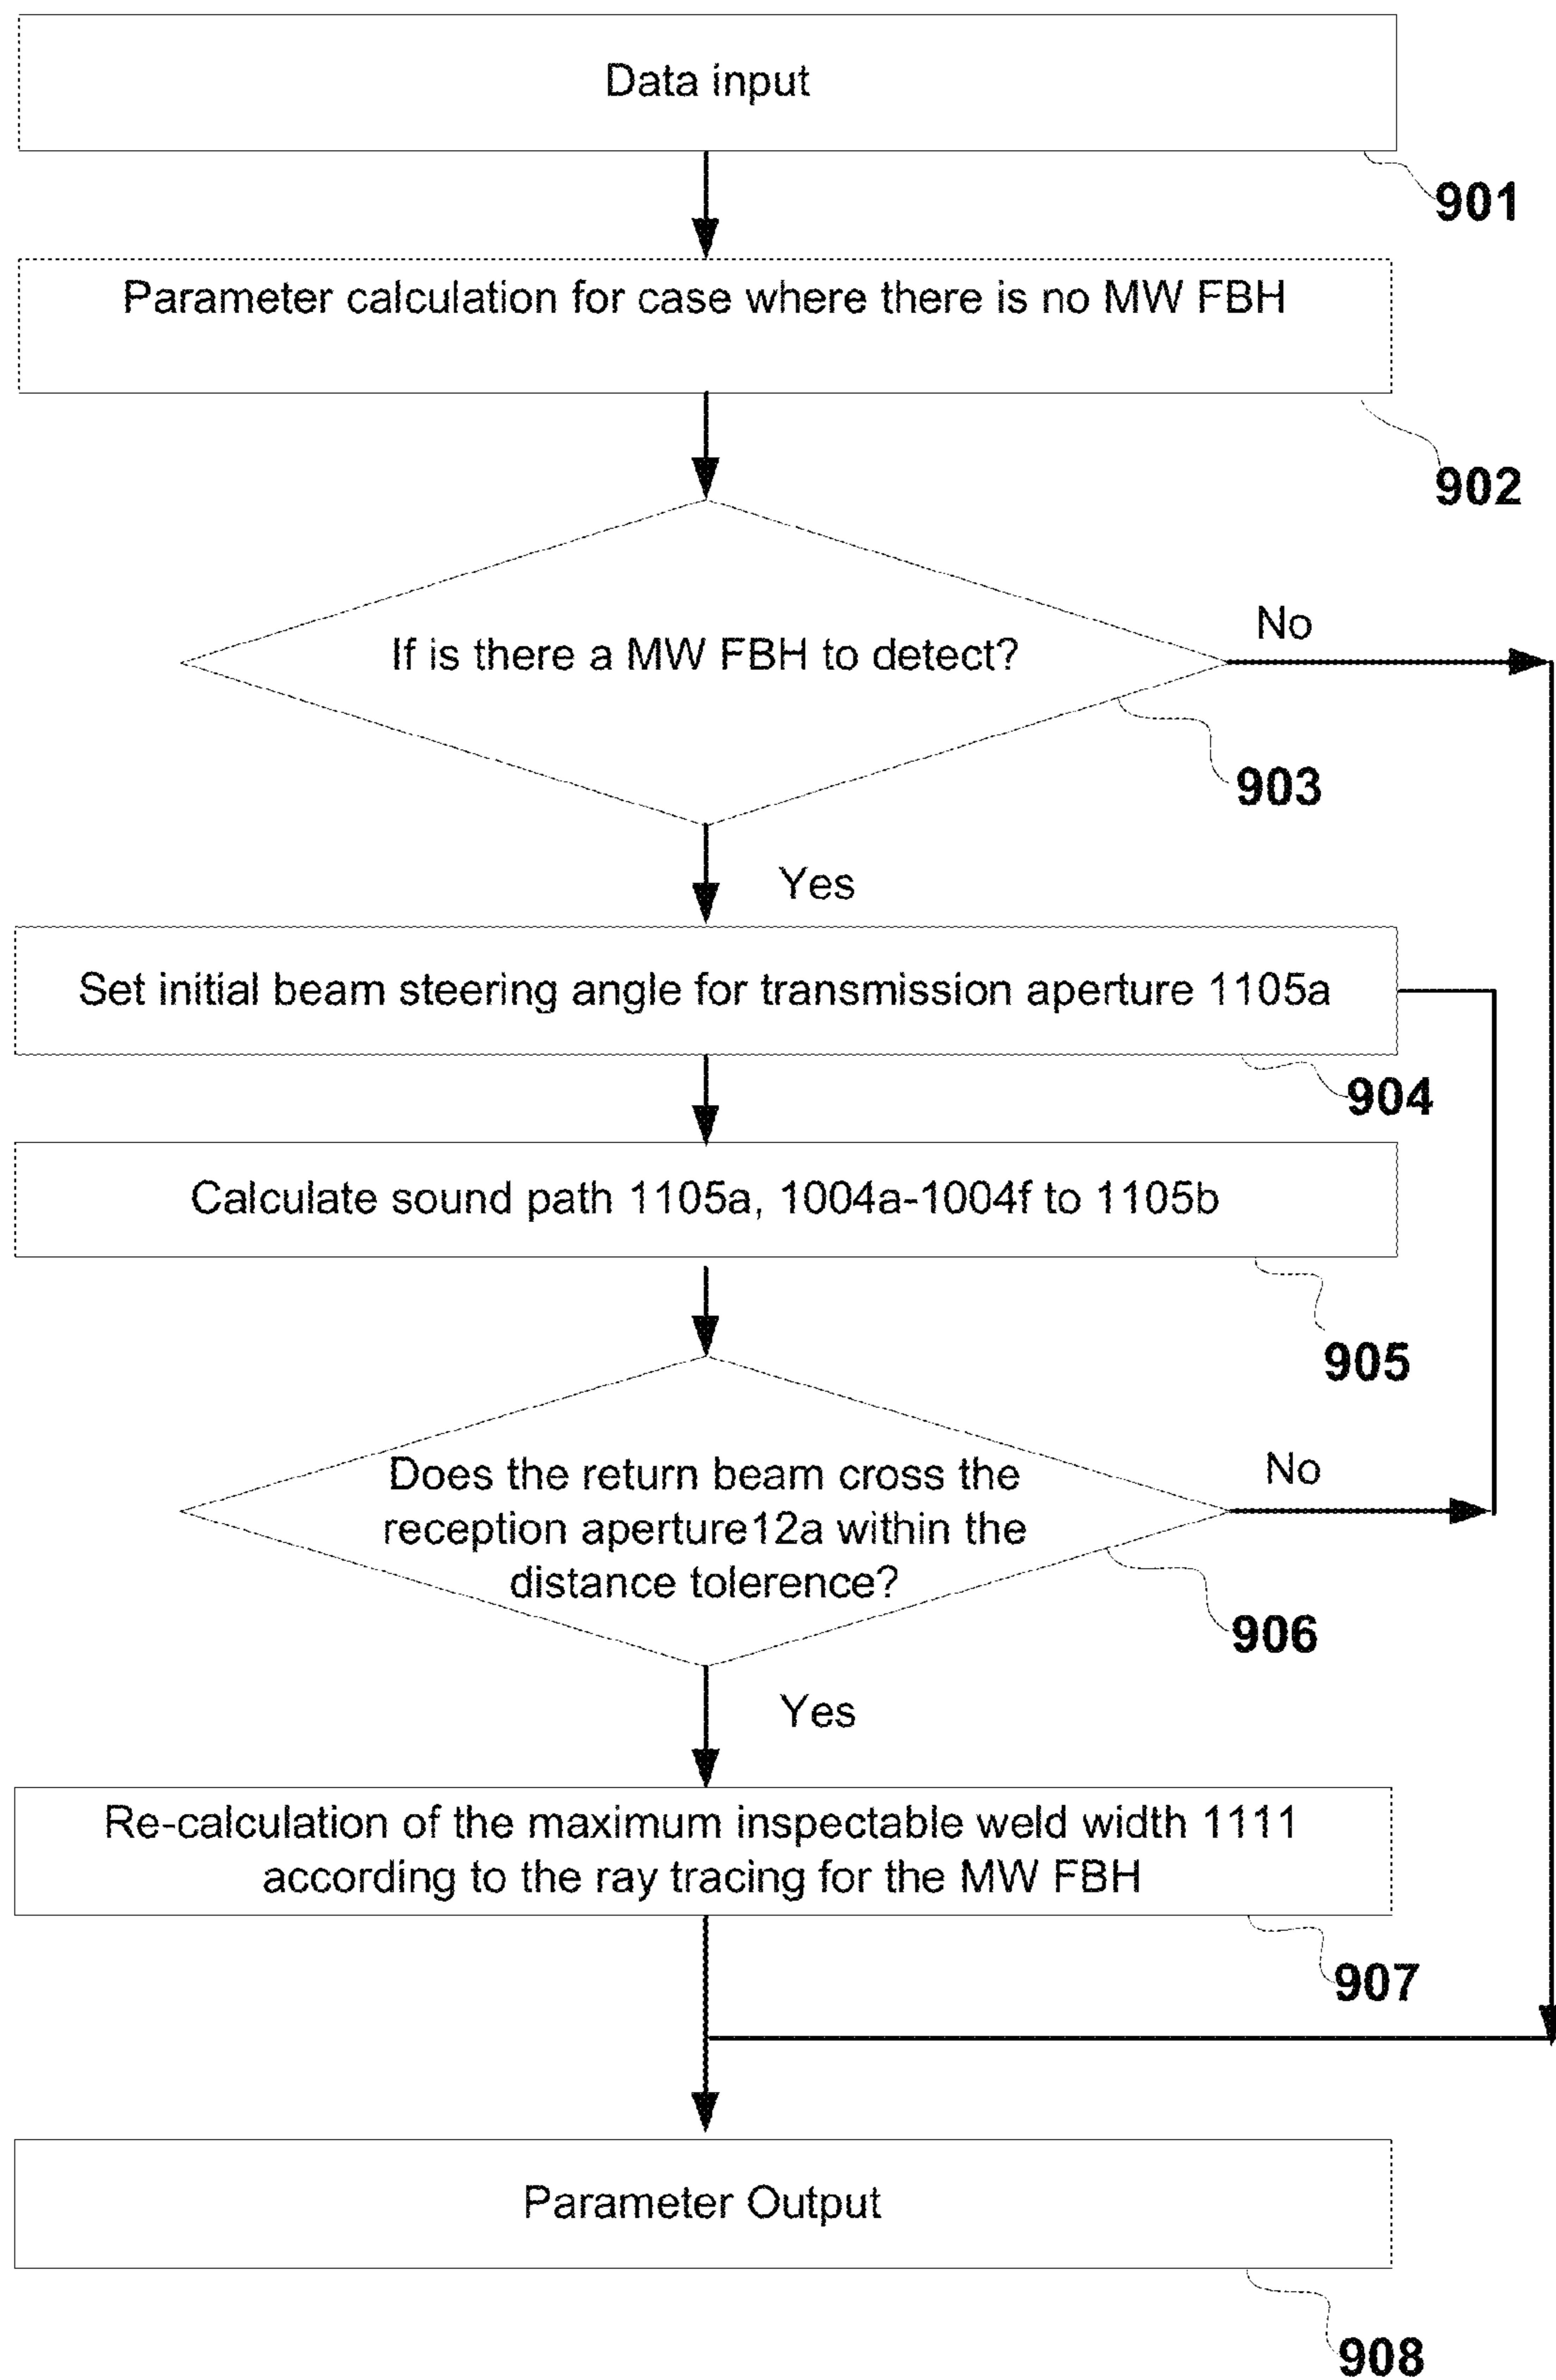 Data input
901
Parameter calculation for case where there is no MW FBH
902
If is there a MW FBH to detect?
No
903
Yes
Set initial beam steering angle for transmission aperture 1105a
904
Calculate sound path 1105a, 1004a-1004f to 1105b
905
Does the return beam cross the
reception aperture12a within the
distance tolerence?
No
906
Yes
Re-calculation of the maximum inspectable weld width 1111
according to the ray tracing for the MW FBH
907
Parameter Output
908